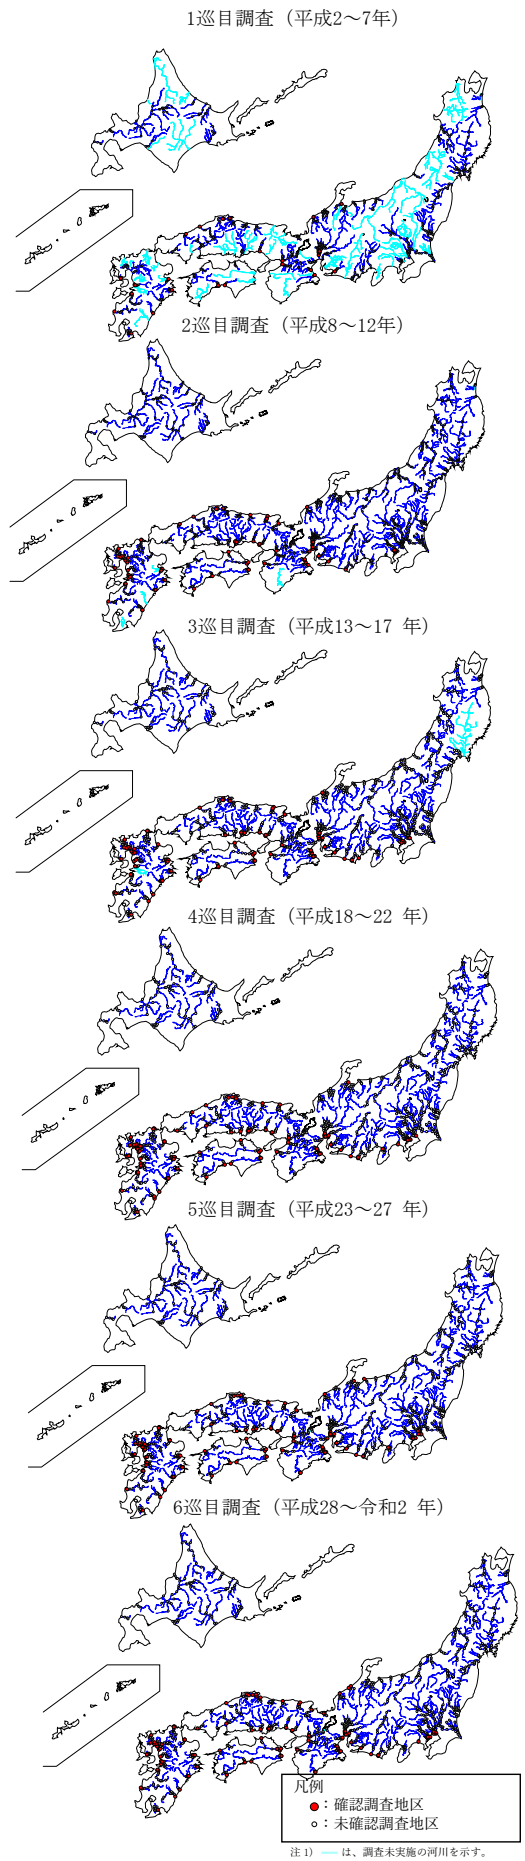 1巡目調査（平成2～7年）
2巡目調査（平成8～12年）
3巡目調査（平成13～17 年）
4巡目調査（平成18～22 年）
5巡目調査（平成23～27 年）
6巡目調査（平成28～令和2 年）
凡例
：確認調査地区
：未確認調査地区
注1） は、調査未実施の河川を示す。